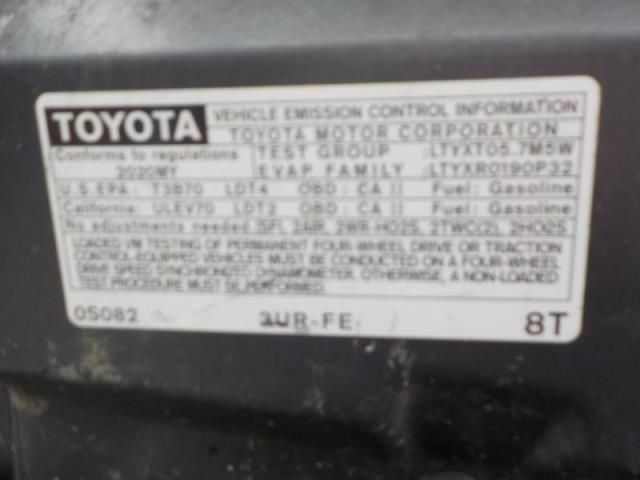 TOYOTA
VEHICLE EMISSION CONTROL INFORMATION
TOYOTA MOTOR CORPORATION
Conforms to regulations
2020MY
TEST GROUP : LTYXT05.7M5W
EVAP FAMILY : LTYXR0190P32
U.S. EPA : T3B70 LDT4 OBD : CA II Fuel: Gasoline
California: ULEV70 LDT3 OBD : CA II Fuel: Gasoline
No adjustments needed. SFI, 2AIR, 2WR-HO2S, 2TWC(2), 2HO2S
LOADED I/M TESTING OF PERMANENT FOUR-WHEEL DRIVE OR TRACTION
CONTROL-EQUIPPED VEHICLES MUST BE CONDUCTED ON A FOUR-WHEEL
DRIVE SPEED SYNCHRONIZED DYNAMOMETER. OTHERWISE, A NON-LOADED
TEST PROCEDURE MUST BE PERFORMED.
0S082 3UR-FE 8T